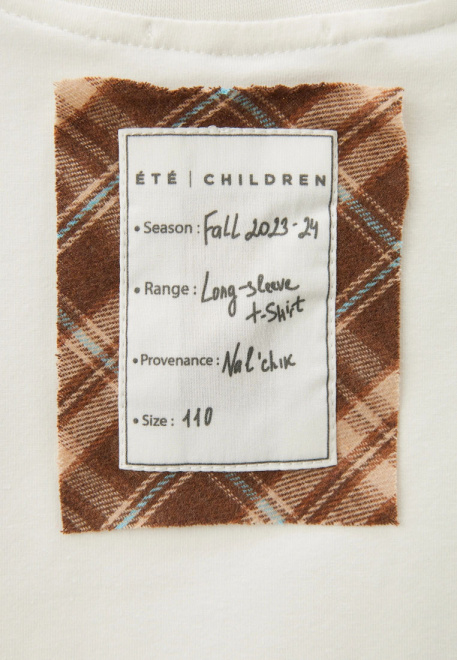 ÉTÉ | CHILDREN
• Season: Fall 2023-24
• Range: Long-sleeve
t-Shirt
• Provenance: Nal'chik
• Size: 110